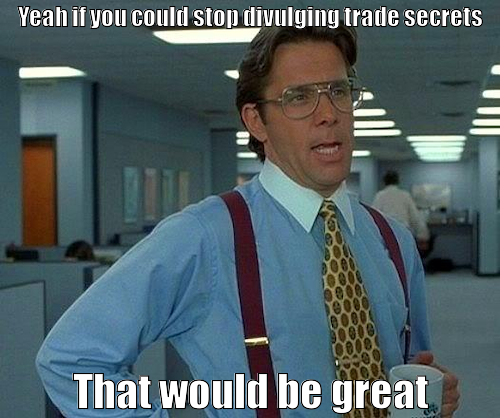 Yeah if you could stop divulging trade secrets
That would be great